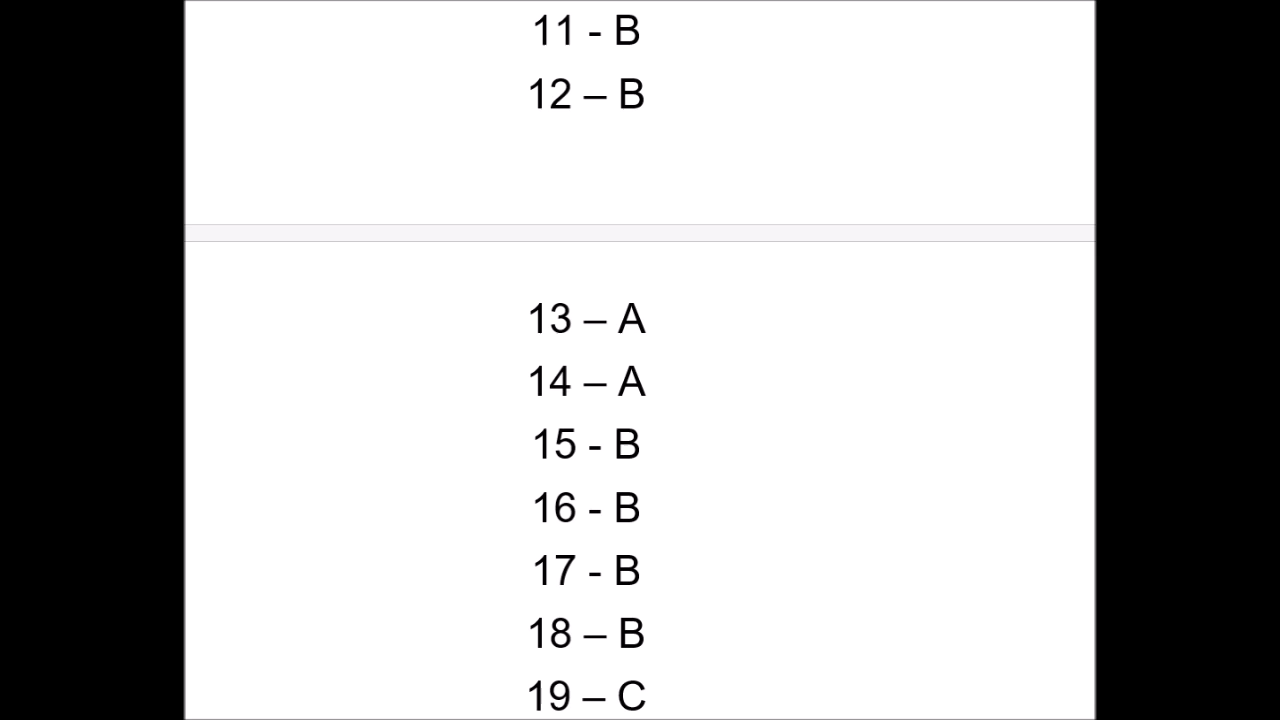 11 - B
12 – B
13 – A
14 – A
15 - B
16 - B
17 - B
18 – B
19 – C